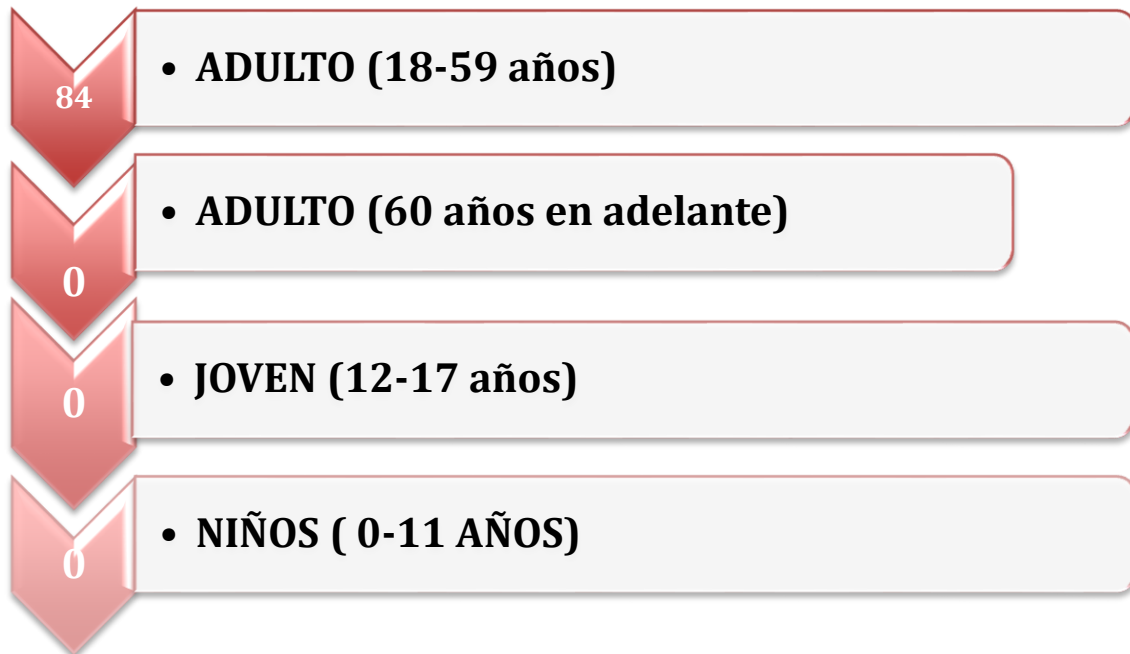 84
• ADULTO (18-59 años)
0
• ADULTO (60 años en adelante)
0
• JOVEN (12-17 años)
0
• NIÑOS ( 0-11 AÑOS)